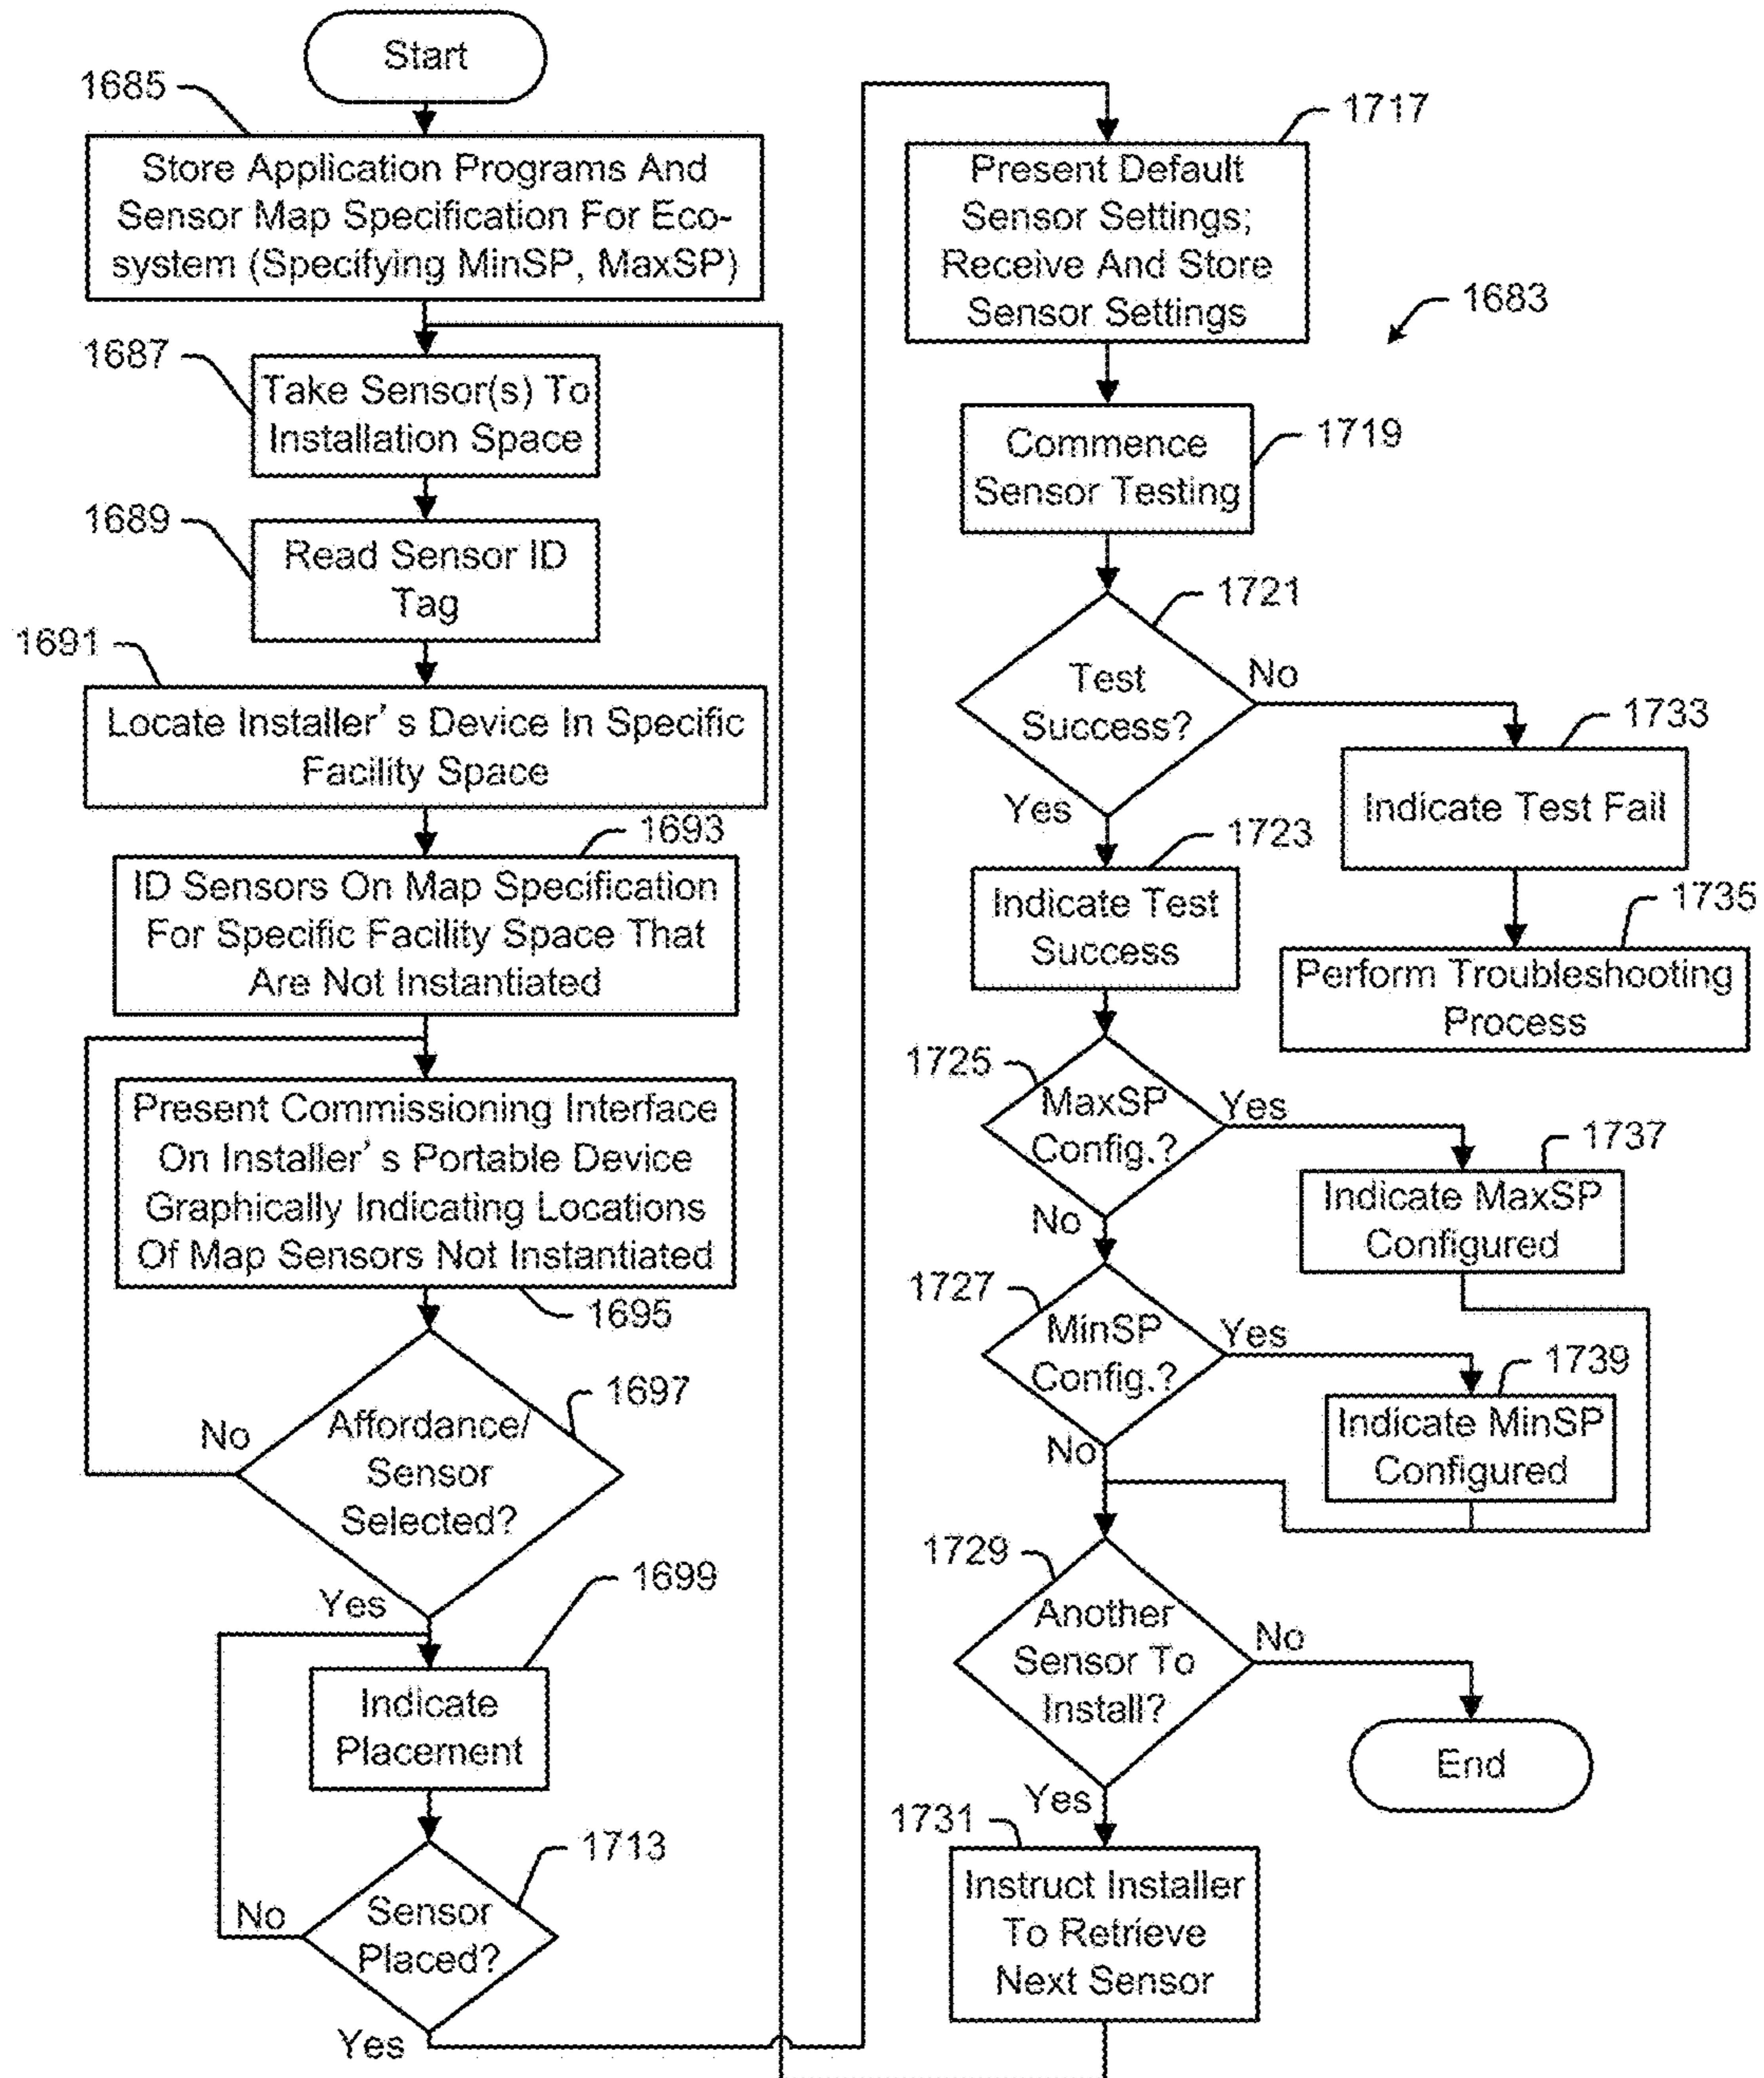 Start
1685
Store Application Programs And
Sensor Map Specification For Eco-
system (Specifying MinSP, MaxSP)
1687
Take Sensor(s) To
Installation Space
1689
Read Sensor ID
Tag
1691
Locate Installer's Device In Specific
Facility Space
1693
ID Sensors On Map Specification
For Specific Facility Space That
Are Not Instantiated
Present Commissioning Interface
On Installer's Portable Device
Graphically Indicating Locations
Of Map Sensors Not Instantiated
1695
1697
Affordance/
Sensor
Selected?
No
Yes
1699
Indicate
Placement
1713
Sensor
Placed?
No
Yes
1717
Present Default
Sensor Settings;
Receive And Store
Sensor Settings
1683
1719
Commence
Sensor Testing
1721
Test
Success?
No
Yes
1733
Indicate Test Fail
1735
Perform Troubleshooting
Process
1723
Indicate Test
Success
1725
MaxSP
Config.?
Yes
No
1737
Indicate MaxSP
Configured
1727
MinSP
Config.?
Yes
No
1739
Indicate MinSP
Configured
1729
Another
Sensor To
Install?
No
Yes
End
1731
Instruct Installer
To Retrieve
Next Sensor